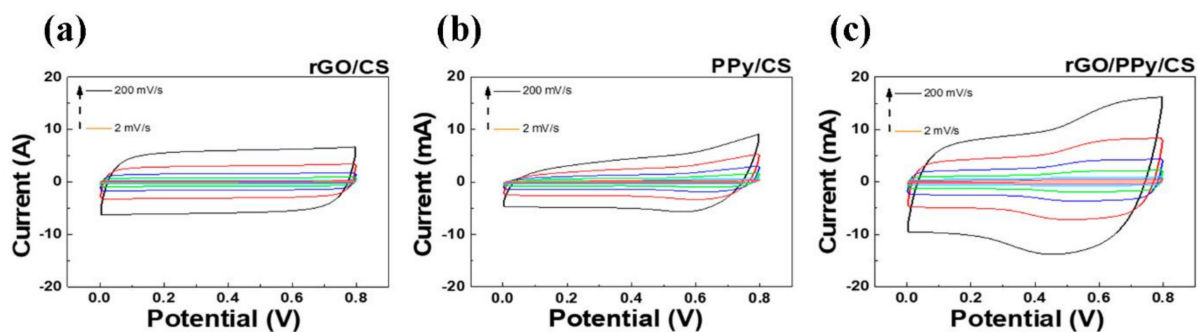 (a)
rGO/CS
200 mV/s
2 mV/s
20
10
0
-10
-20
Current (A)
0.0 0.2 0.4 0.6 0.8
Potential (V)
(b)
PPy/CS
200 mV/s
2 mV/s
20
10
0
-10
-20
Current (mA)
0.0 0.2 0.4 0.6 0.8
Potential (V)
(c)
rGO/PPy/CS
200 mV/s
2 mV/s
20
10
0
-10
-20
Current (mA)
0.0 0.2 0.4 0.6 0.8
Potential (V)